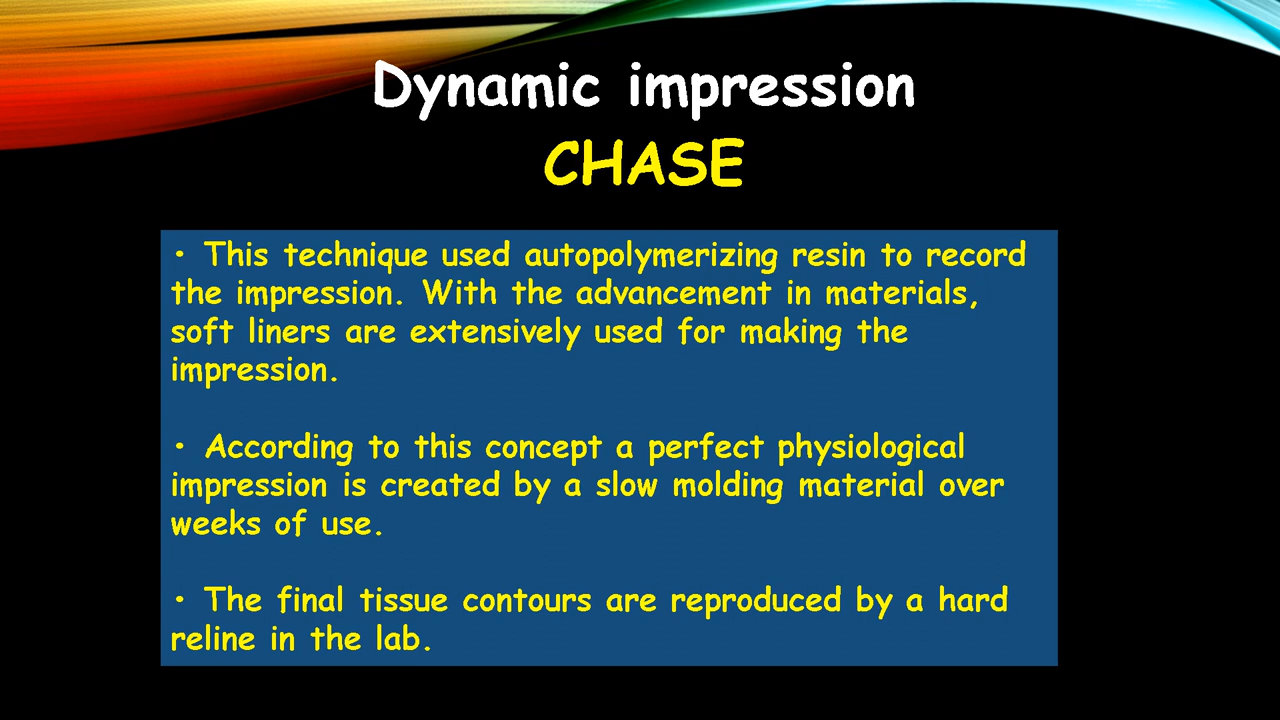 Dynamic impression
CHASE
• This technique used autopolymerizing resin to record
the impression. With the advancement in materials,
soft liners are extensively used for making the
impression.
• According to this concept a perfect physiological
impression is created by a slow molding material over
weeks of use.
• The final tissue contours are reproduced by a hard
reline in the lab.